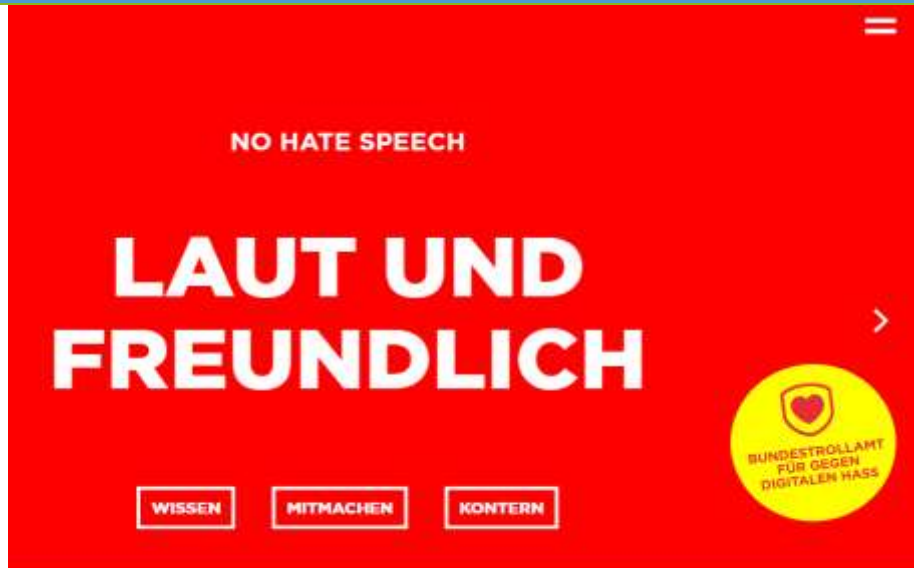 NO HATE SPEECH
LAUT UND
FREUNDLICH
BUNDESTROLLAMT
FÜR GEGEN
DIGITALEN HASS
WISSEN
MITMACHEN
KONTERN